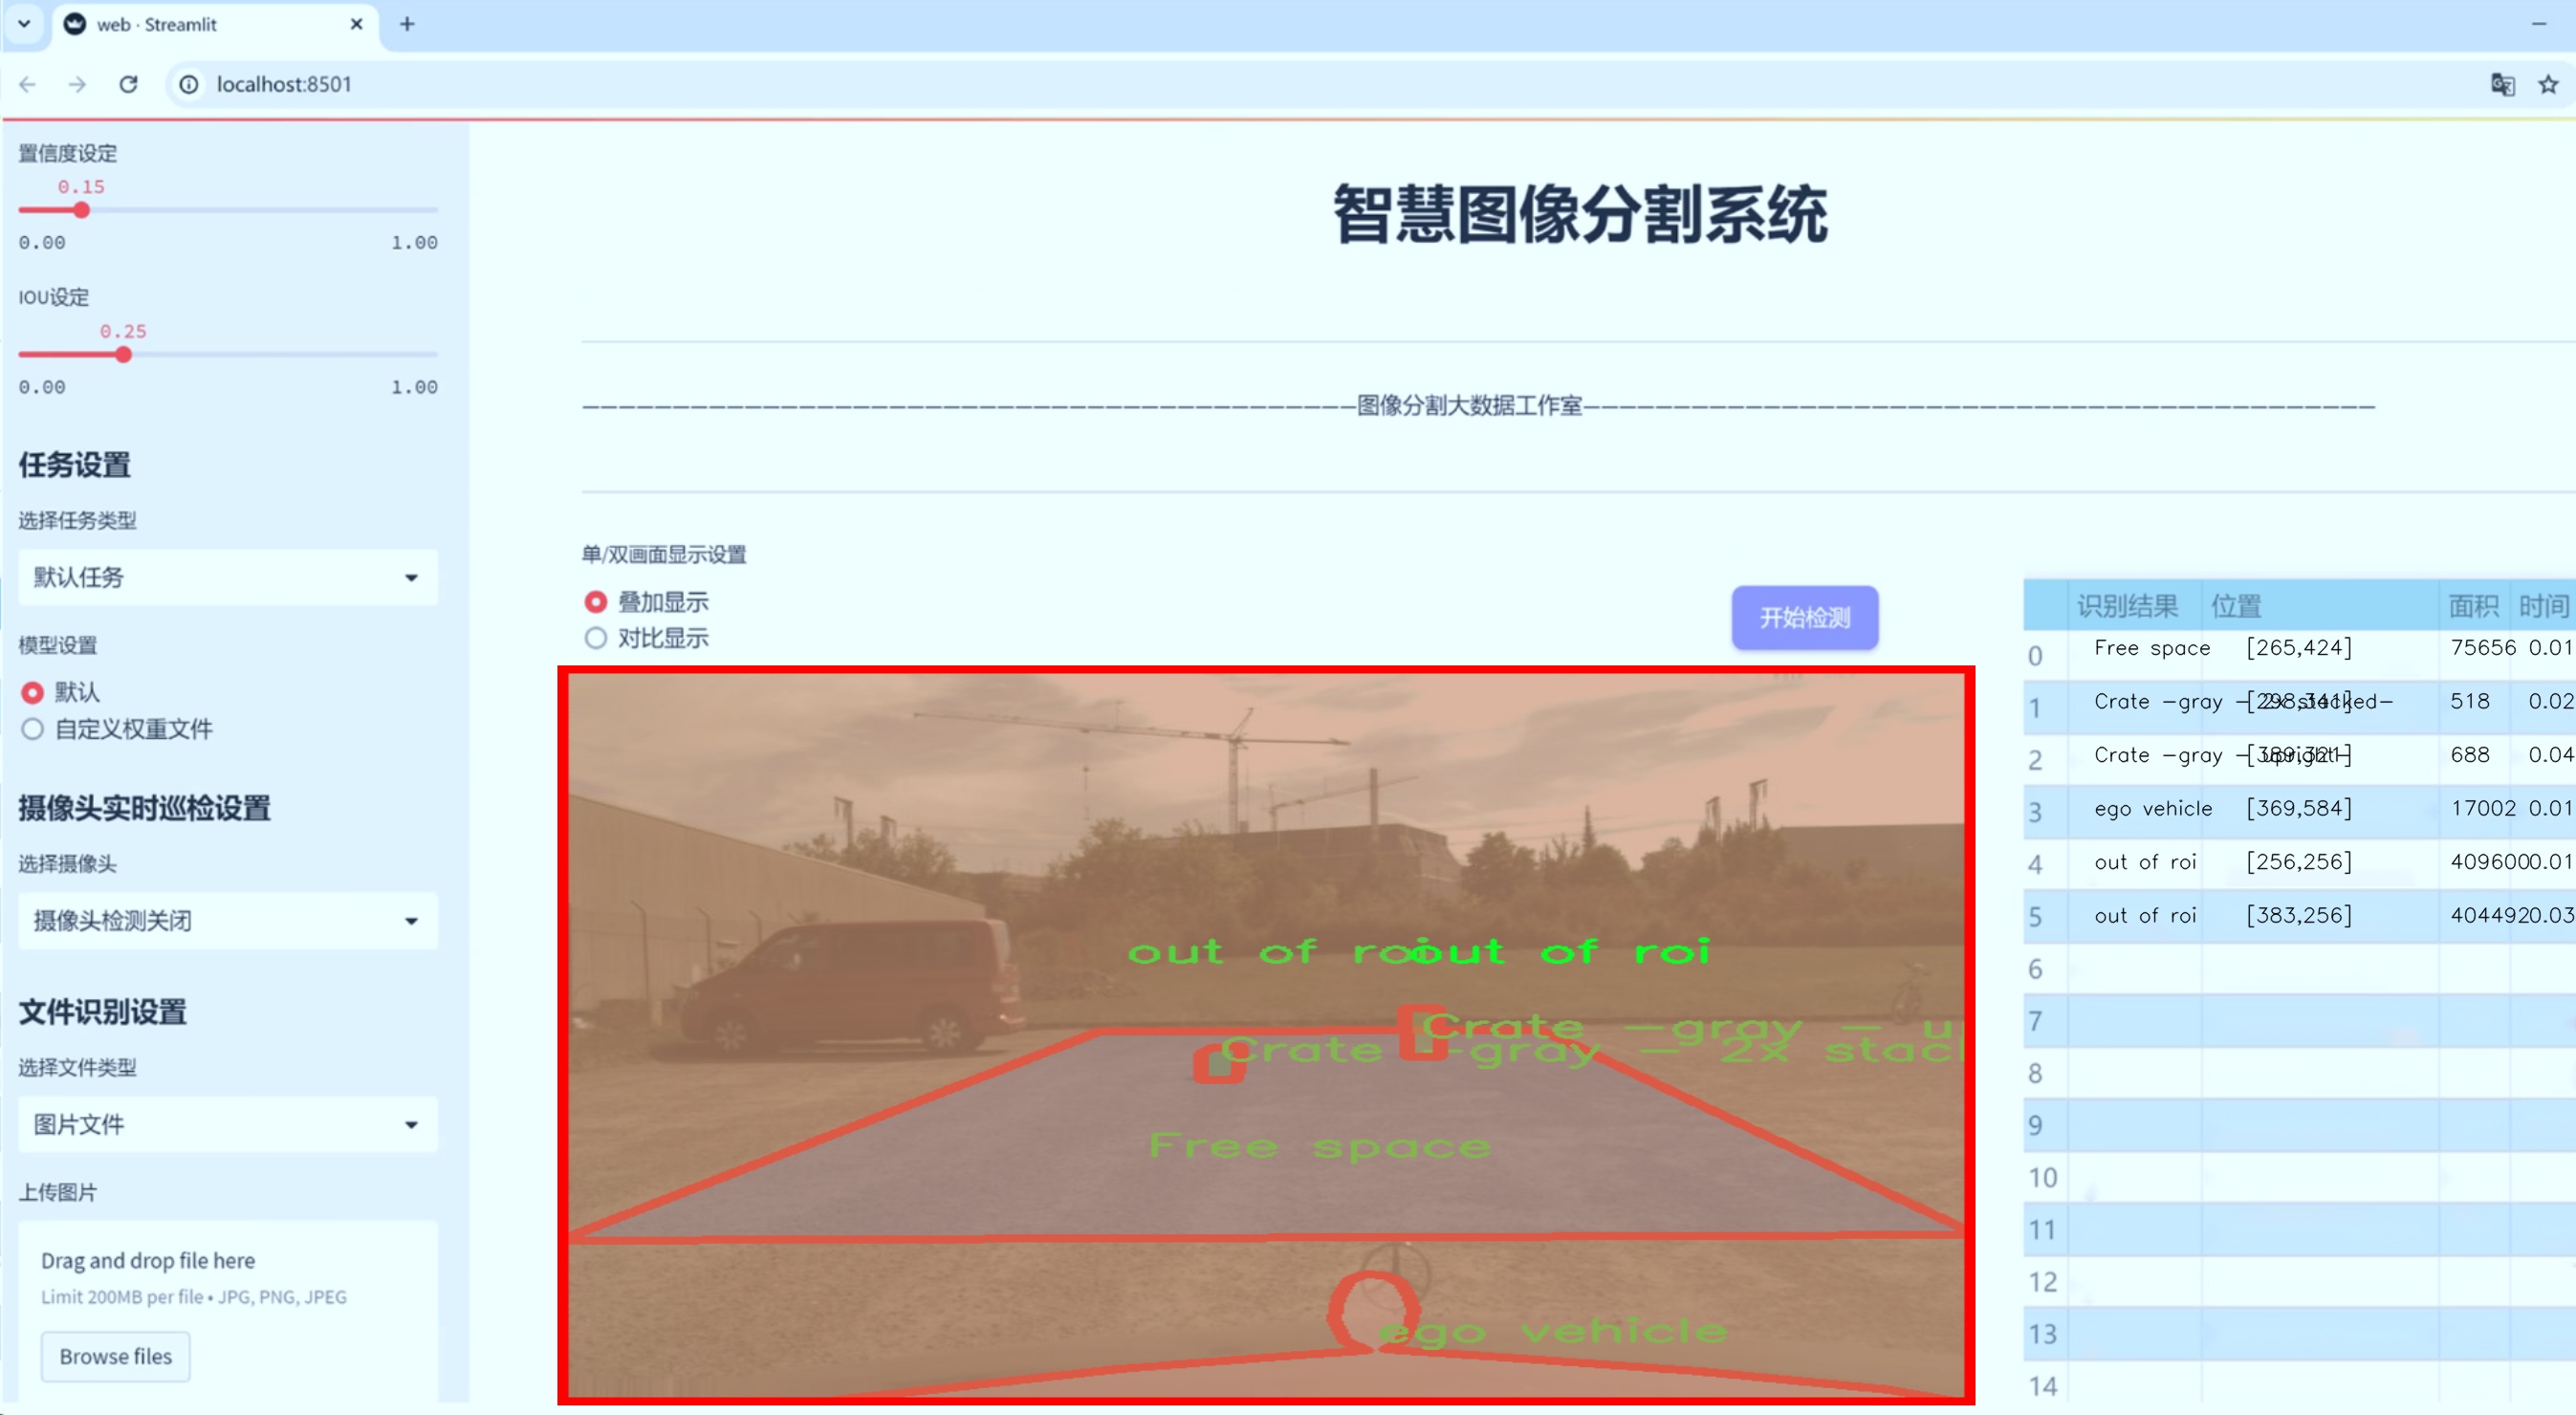 web · Streamlit
localhost:8501
置信度设定
0.15
0.00 1.00
IOU设定
0.25
0.00 1.00
任务设置
选择任务类型
默认任务
模型设置
默认
自定义权重文件
摄像头实时巡检设置
选择摄像头
摄像头检测关闭
文件识别设置
选择文件类型
图片文件
上传图片
Drag and drop file here
Limit 200MB per file • JPG, PNG, JPEG
Browse files
智慧图像分割系统
图像分割大数据工作室
单/双画面显示设置
叠加显示
对比显示
开始检测
out of roi out of roi
Crate -gray - u
Crate -gray - 2x stac
Free space
ego vehicle
识别结果 位置 面积 时间
0 Free space [265,424] 75656 0.01
1 Crate -gray - 2x stacked- [298,341] 518 0.02
2 Crate -gray - upright- [389,321] 688 0.04
3 ego vehicle [369,584] 17002 0.01
4 out of roi [256,256] 409600 0.01
5 out of roi [383,256] 404492 0.03
6
7
8
9
10
11
12
13
14